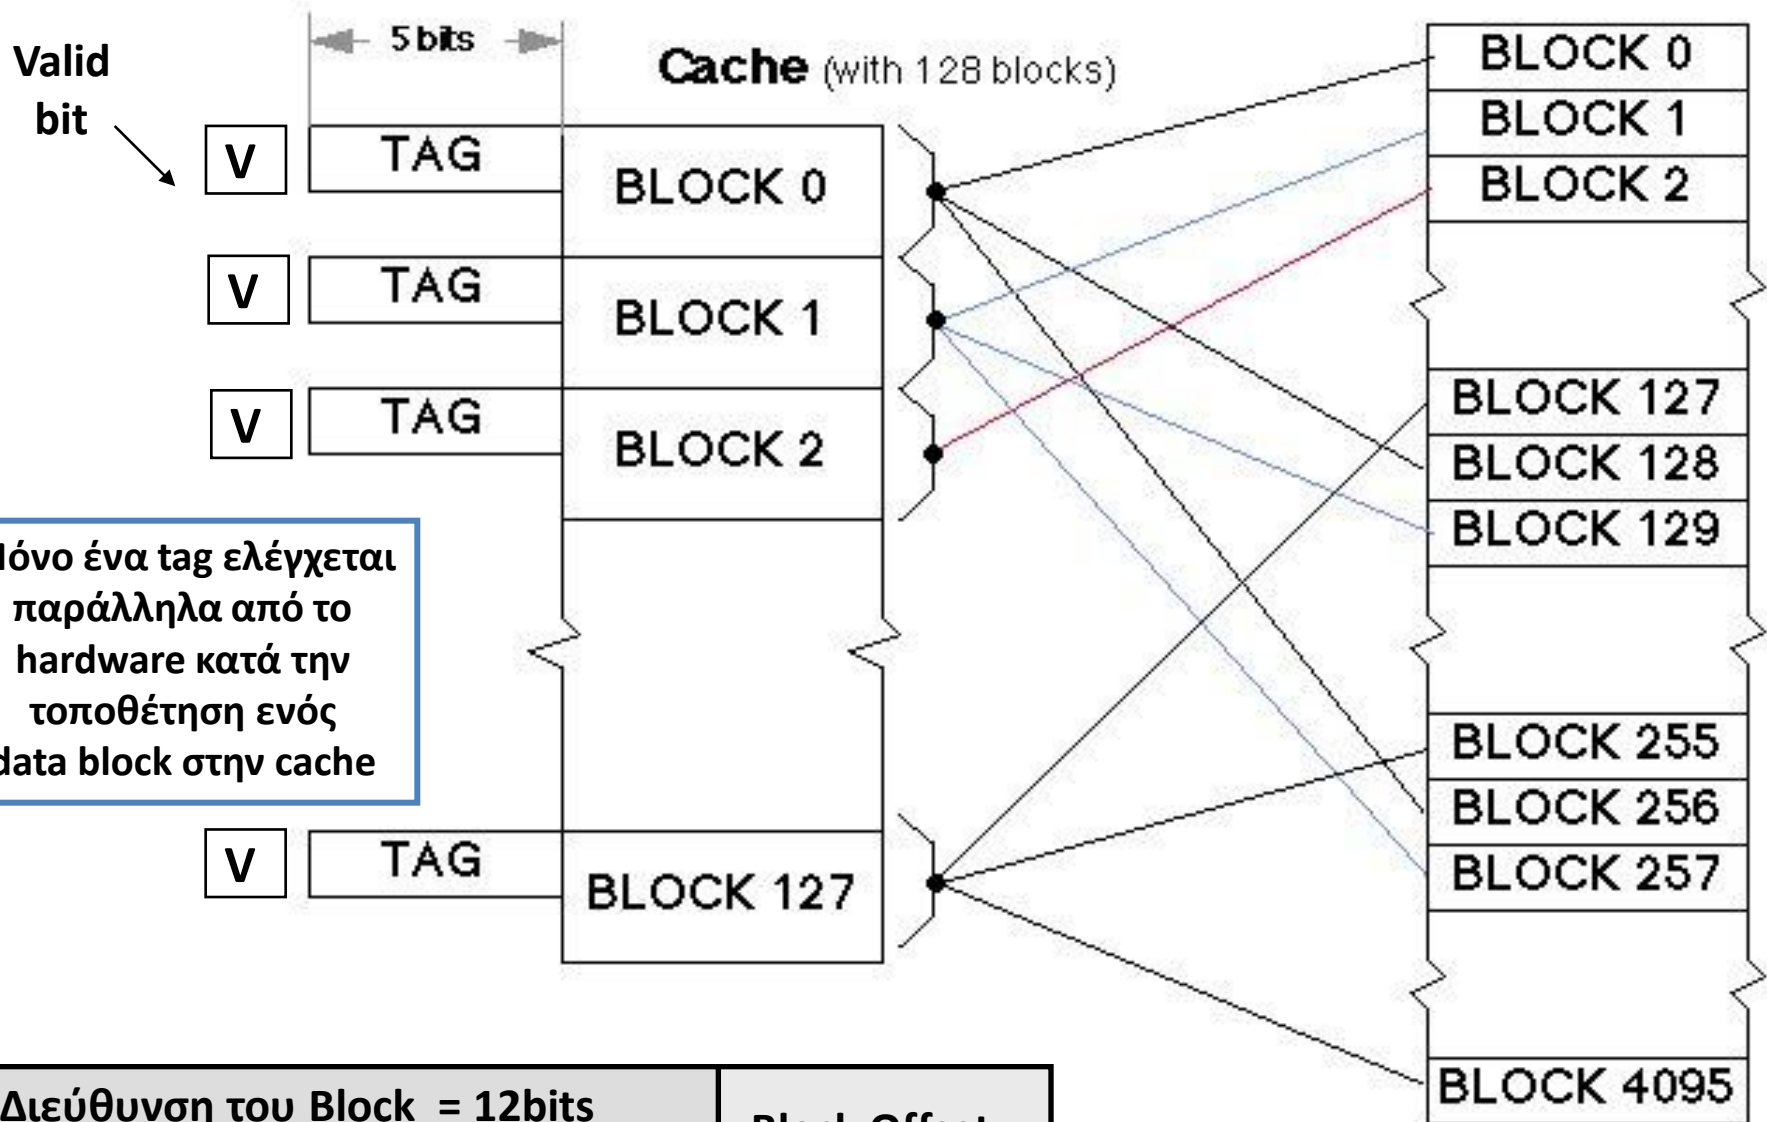 Valid
bit
5 bits
Cache (with 128 blocks)
V
TAG
BLOCK 0
V
TAG
BLOCK 1
V
TAG
BLOCK 2
ένα tag ελέγχεται
παράλληλα από το
hardware κατά την
τοποθέτηση ενός
data block στην cache
V
TAG
BLOCK 127
BLOCK 0
BLOCK 1
BLOCK 2
BLOCK 127
BLOCK 128
BLOCK 129
BLOCK 255
BLOCK 256
BLOCK 257
BLOCK 4095
Διεύθυνση του Block = 12bits
Block Offset